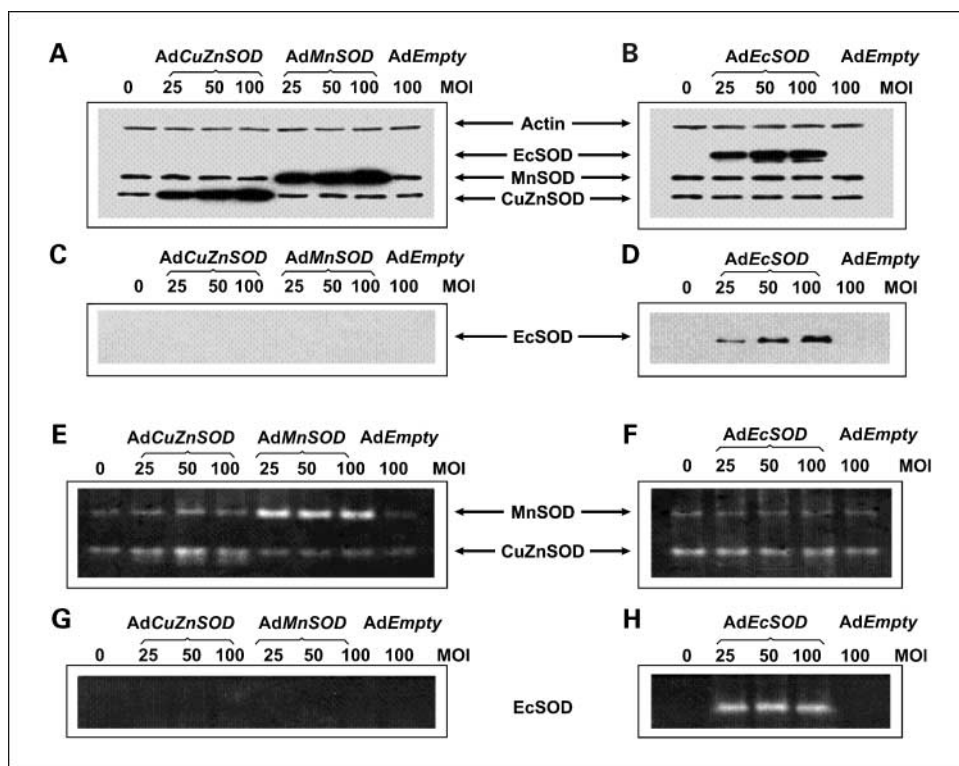 A AdCuZnSOD AdMnSOD AdEmpty
0 25 50 100 25 50 100 100 MOI
B AdEcSOD AdEmpty
0 25 50 100 100
Actin
EcSOD
MnSOD
CuZnSOD
C AdCuZnSOD AdMnSOD AdEmpty
0 25 50 100 25 50 100 100 MOI
D AdEcSOD AdEmpty
0 25 50 100 100
EcSOD
E AdCuZnSOD AdMnSOD AdEmpty
0 25 50 100 25 50 100 100 MOI
F AdEcSOD AdEmpty
0 25 50 100 100
MnSOD
CuZnSOD
G AdCuZnSOD AdMnSOD AdEmpty
0 25 50 100 25 50 100 100 MOI
H AdEcSOD AdEmpty
0 25 50 100 100
EcSOD